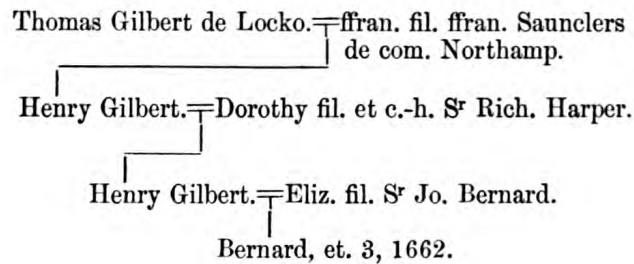 Thomas Gilbert de Locko.=ffran. fil. ffran. Saunclers
de com. Northamp.
Henry Gilbert.=Dorothy fil. et c.-h. Sʳ Rich. Harper.
Henry Gilbert.=Eliz. fil. Sʳ Jo. Bernard.
Bernard, et. 3, 1662.